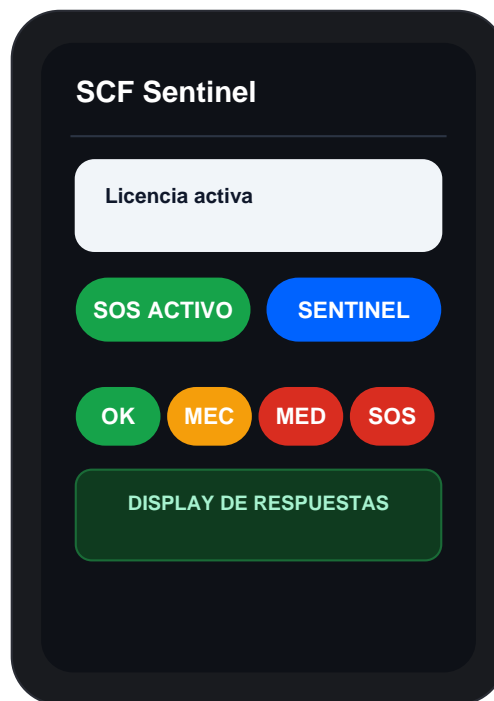 SCF Sentinel
Licencia activa
SOS ACTIVO SENTINEL
OK MEC MED SOS
DISPLAY DE RESPUESTAS